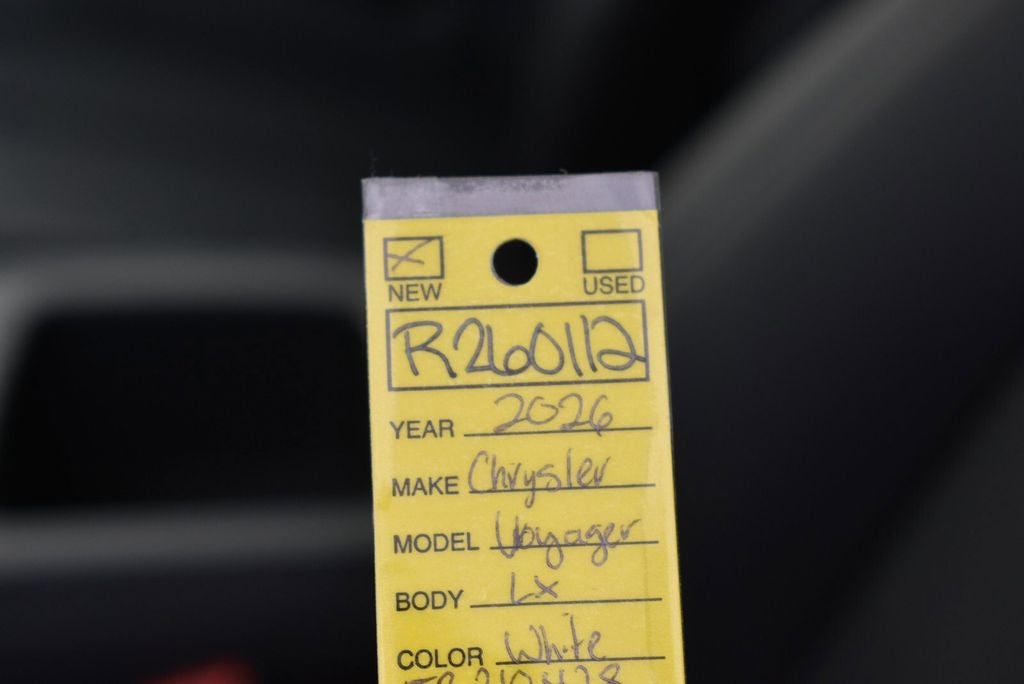 NEW USED
R260112
YEAR 2026
MAKE Chrysler
MODEL Voyager
BODY LX
COLOR White